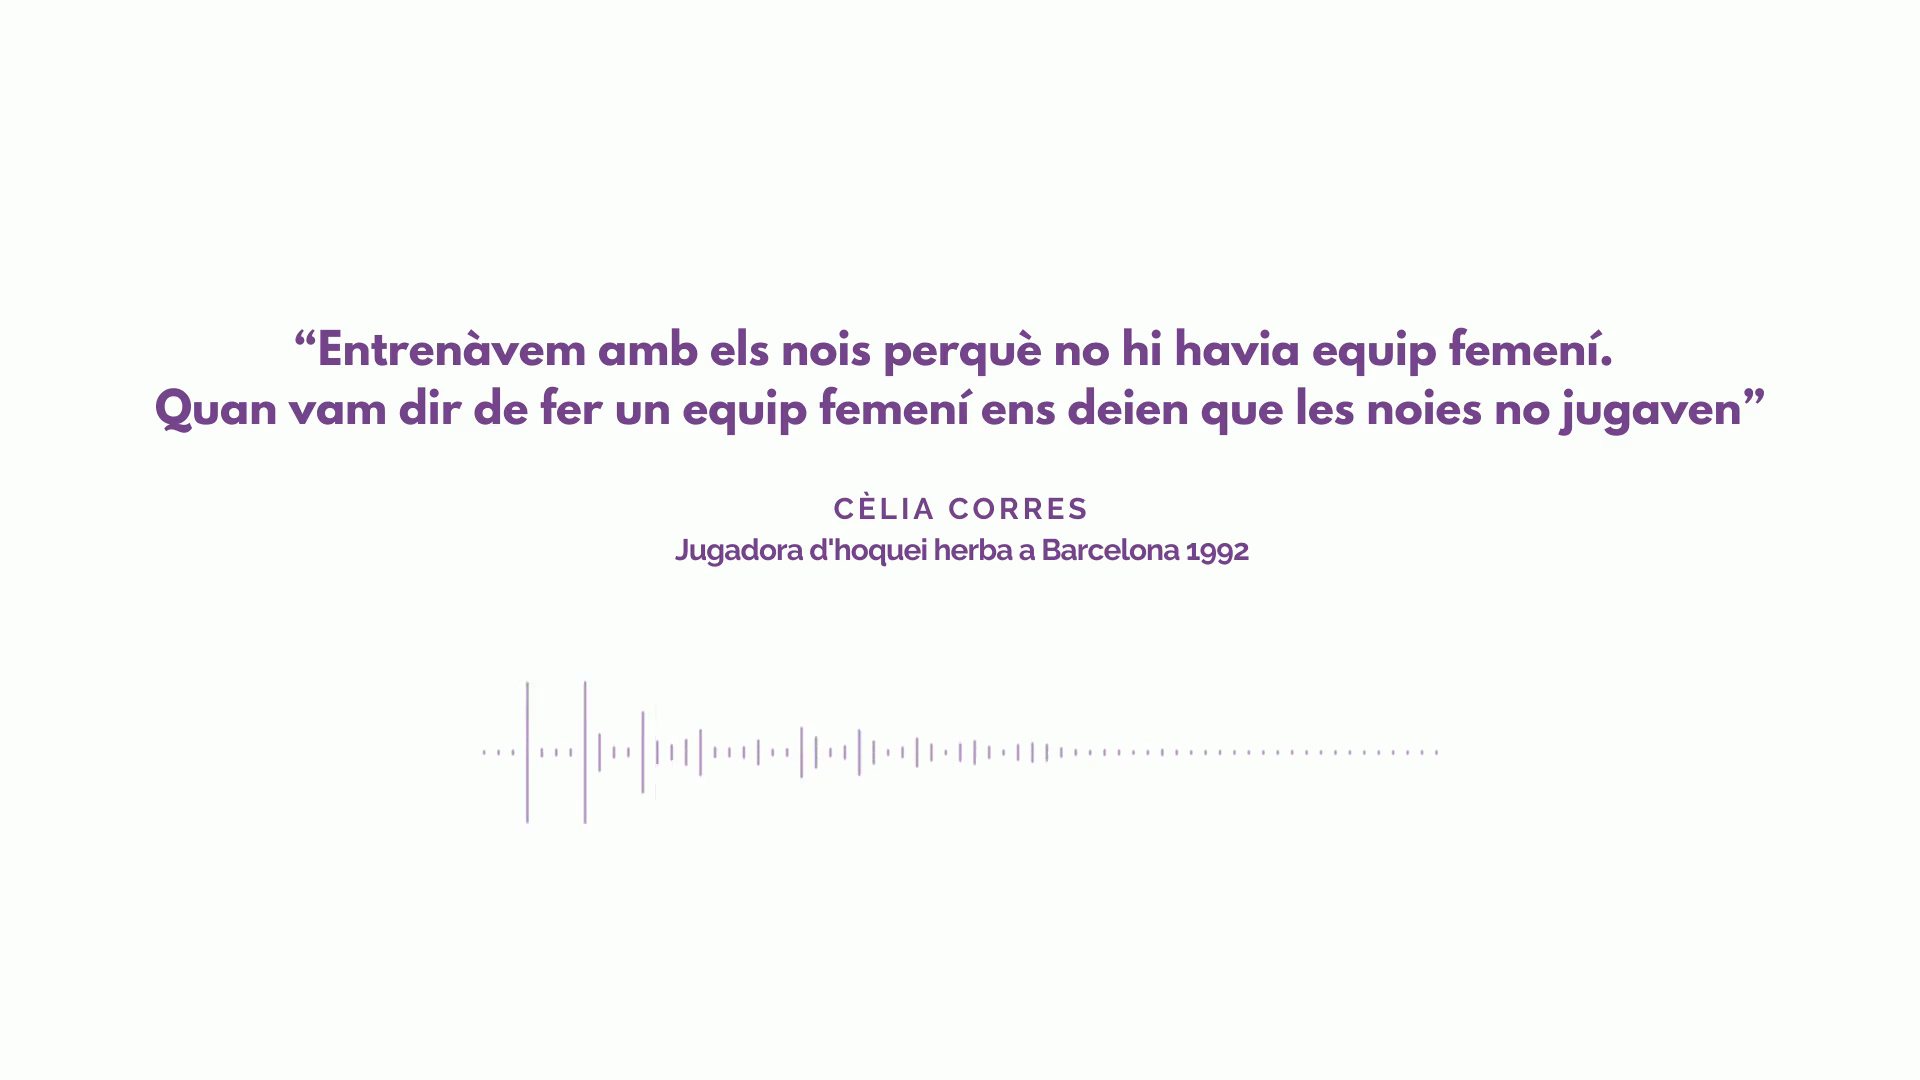 “Entrenàvem amb els nois perquè no hi havia equip femení.
Quan vam dir de fer un equip femení ens deien que les noies no jugaven”
CÈLIA CORRES
Jugadora d'hoquei herba a Barcelona 1992